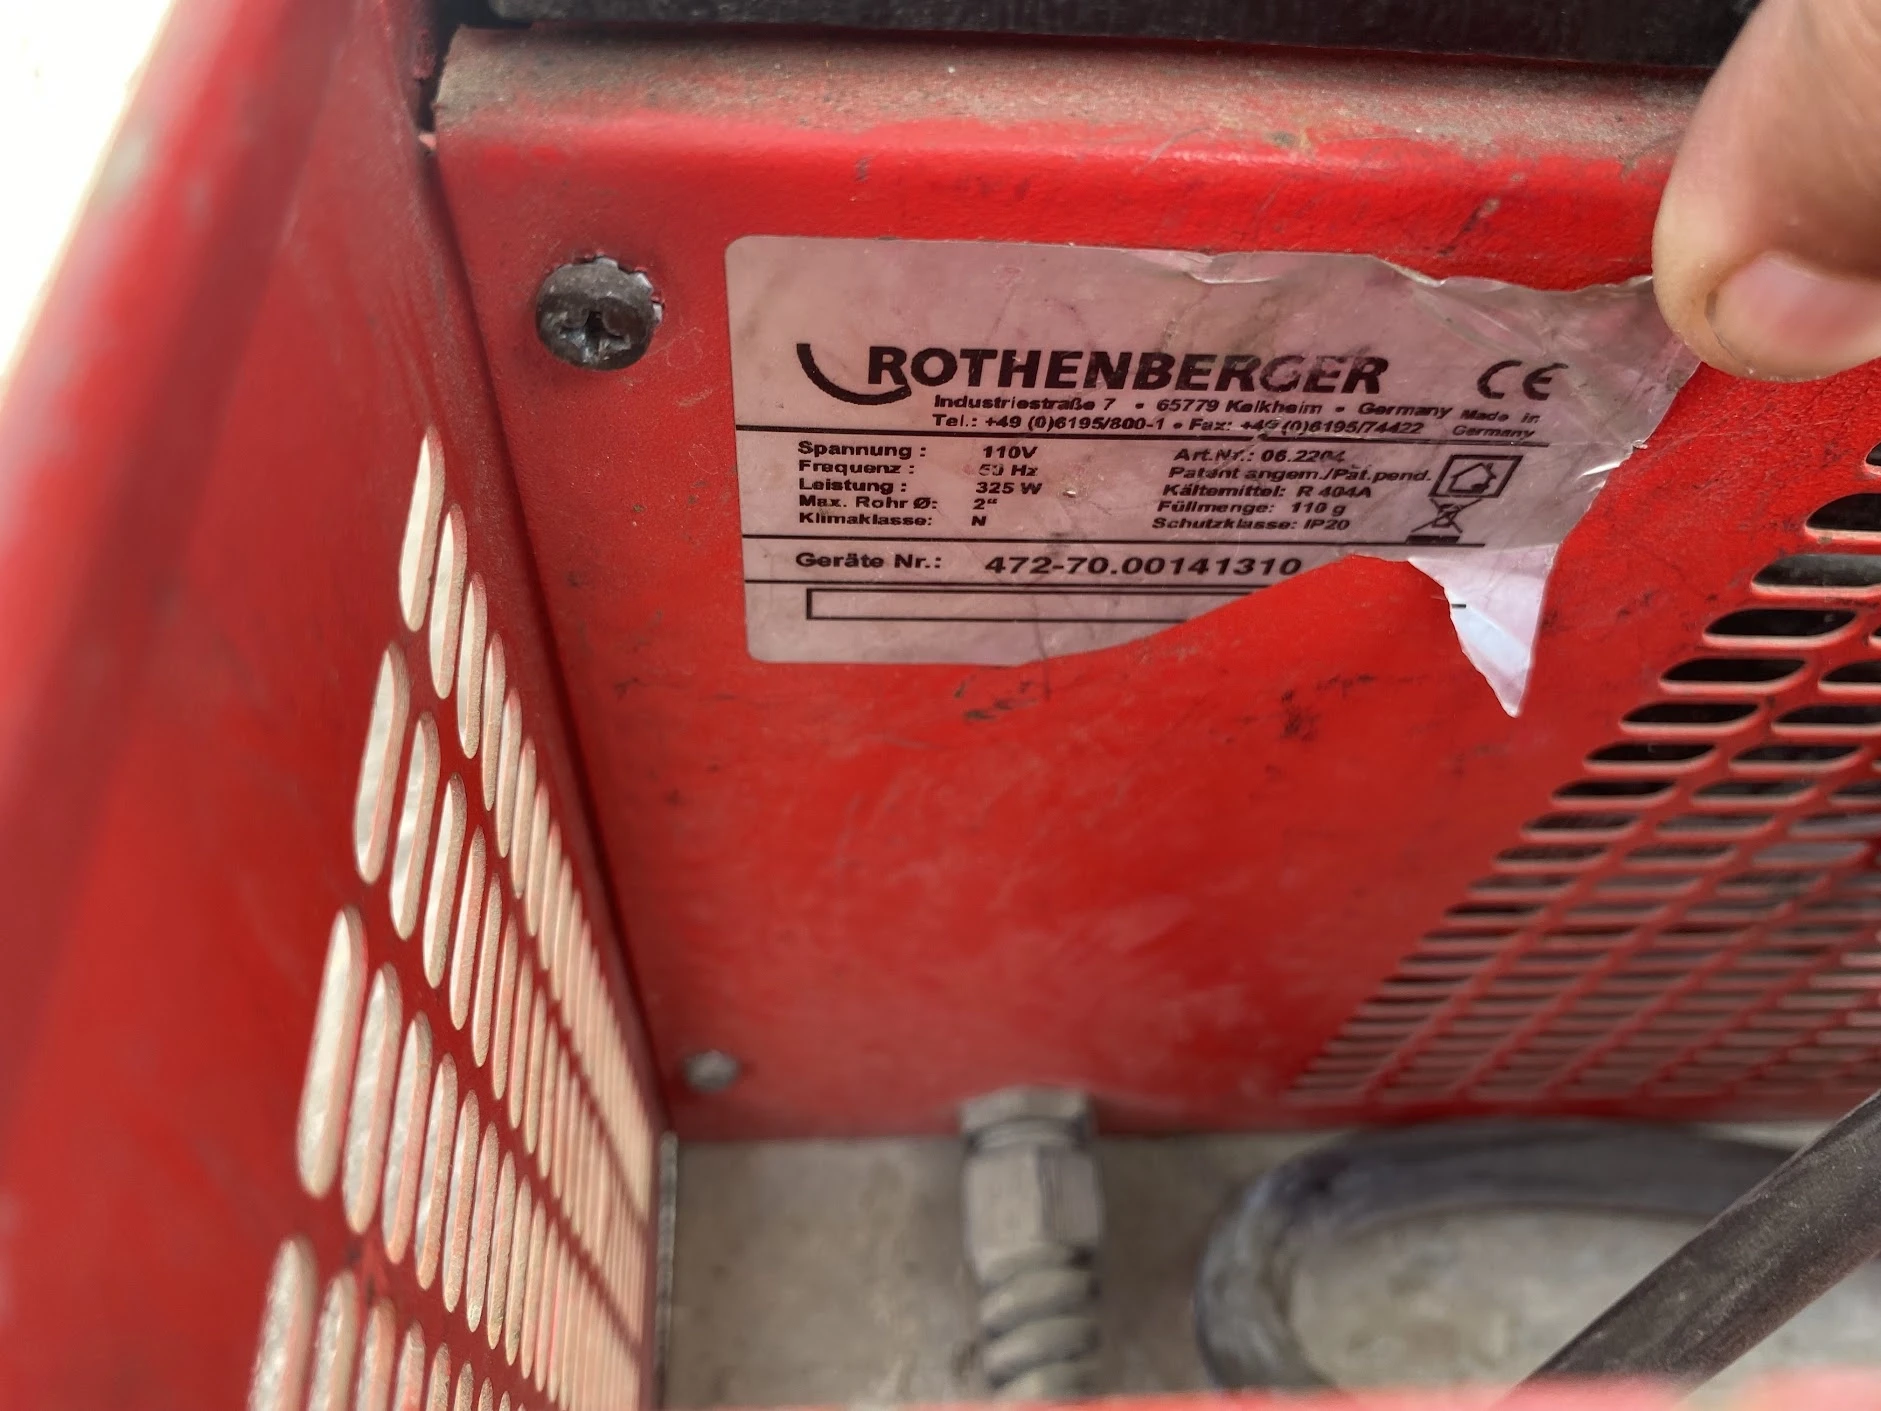 ROTHENBERGER CE
Industriestraße 7 • 65779 Kelkheim • Germany Made in
Tel.: +49 (0)6195/800-1 • Fax: +49 (0)6195/74422 Germany
Spannung : 110V Art.Nr.: 06.2204
Frequenz : 50 Hz Patent angem./Pat.pend.
Leistung : 325 W Kältemittel: R 404A
Max. Rohr Ø: 2“ Füllmenge: 110 g
Klimaklasse: N Schutzklasse: IP20
Geräte Nr.: 472-70.00141310